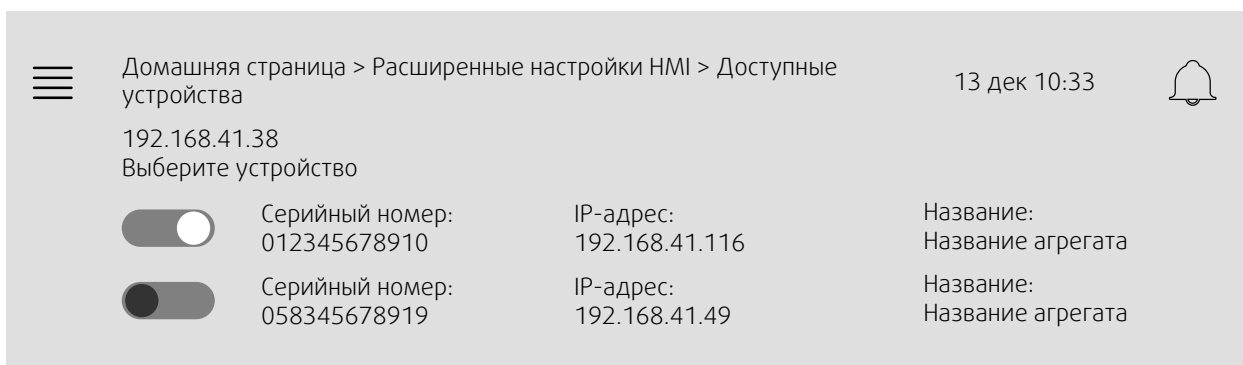 Домашняя страница > Расширенные настройки HMI > Доступные
устройства
13 дек 10:33
192.168.41.38
Выберите устройство
Серийный номер:
012345678910
IP-адрес:
192.168.41.116
Название:
Название агрегата
Серийный номер:
058345678919
IP-адрес:
192.168.41.49
Название:
Название агрегата